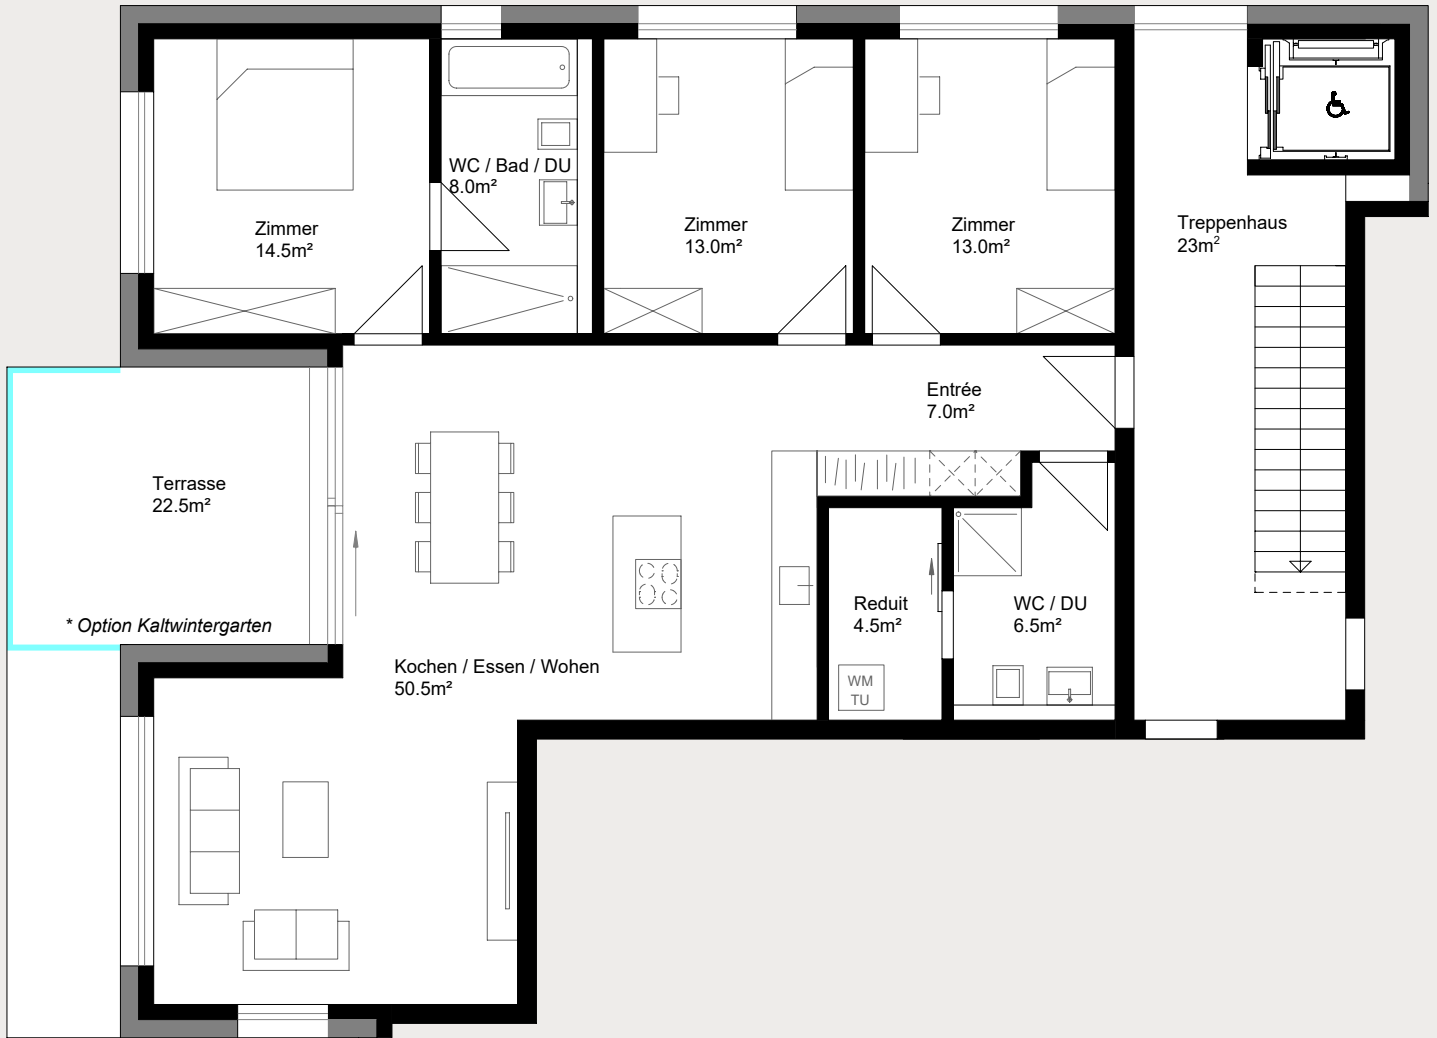 WC / Bad / DU
8.0m²
Zimmer
14.5m²
Zimmer
13.0m²
Zimmer
13.0m²
Treppenhaus
23m²
Entrée
7.0m²
Terrasse
22.5m²
* Option Kaltwintergarten
Kochen / Essen / Wohen
50.5m²
Reduit
4.5m²
WC / DU
6.5m²
WM
TU